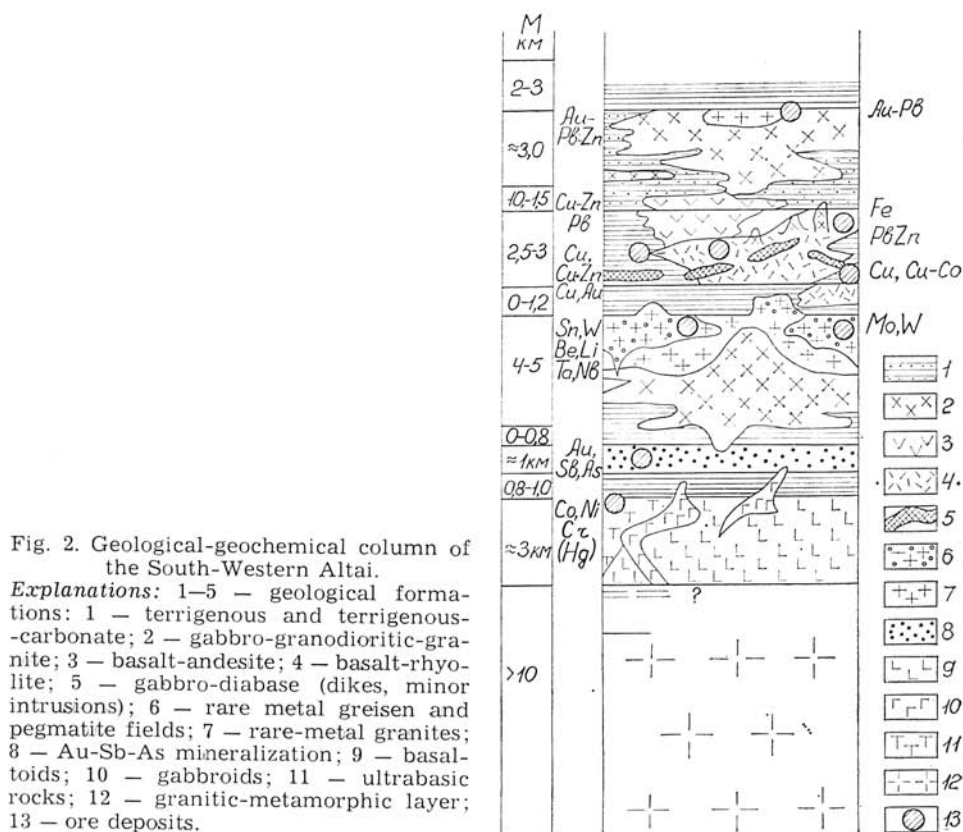 M
км
2-3
≈3,0
10,-1,5
2,5-3
0-1,2
4-5
0-0,8
≈1км
0,8-1,0
≈3км
>10
Au-
Pb-Zn
Cu-Zn
Pb
Cu,
Cu-Zn
Cu,Au
Sn,W
Be,Li
Ta,Nb
Au,
Sb,As
Co,Ni
Cr
(Hg)
?
Au-Pb
Fe
PbZn
Cu, Cu-Co
Mo,W
1
2
3
4
5
6
7
8
9
10
11
12
13
Fig. 2. Geological-geochemical column of
the South-Western Altai.
Explanations: 1—5 — geological forma-
tions: 1 — terrigenous and terrigenous-
-carbonate; 2 — gabbro-granodioritic-gra-
nite; 3 — basalt-andesite; 4 — basalt-rhyo-
lite; 5 — gabbro-diabase (dikes, minor
intrusions); 6 — rare metal greisen and
pegmatite fields; 7 — rare-metal granites;
8 — Au-Sb-As mineralization; 9 — basal-
toids; 10 — gabbroids; 11 — ultrabasic
rocks; 12 — granitic-metamorphic layer;
13 — ore deposits.